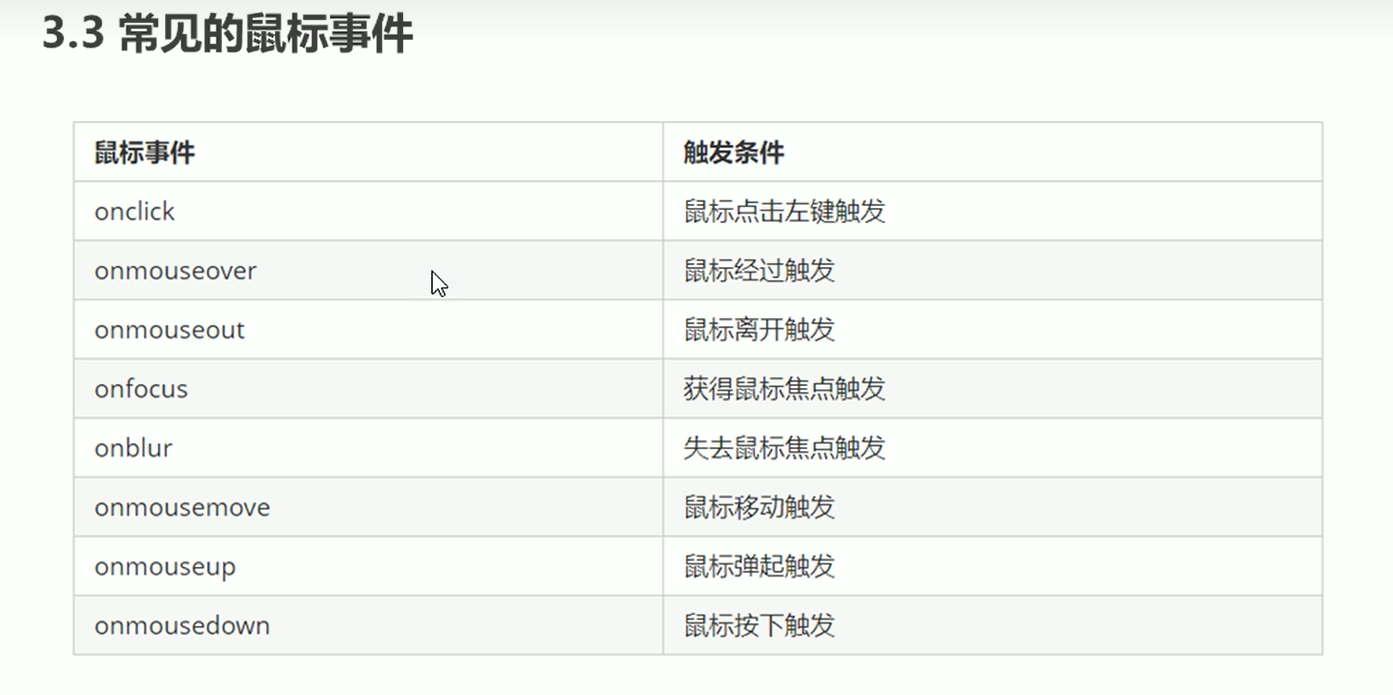 3.3 常见的鼠标事件
鼠标事件 触发条件
onclick 鼠标点击左键触发
onmouseover 鼠标经过触发
onmouseout 鼠标离开触发
onfocus 获得鼠标焦点触发
onblur 失去鼠标焦点触发
onmousemove 鼠标移动触发
onmouseup 鼠标弹起触发
onmousedown 鼠标按下触发